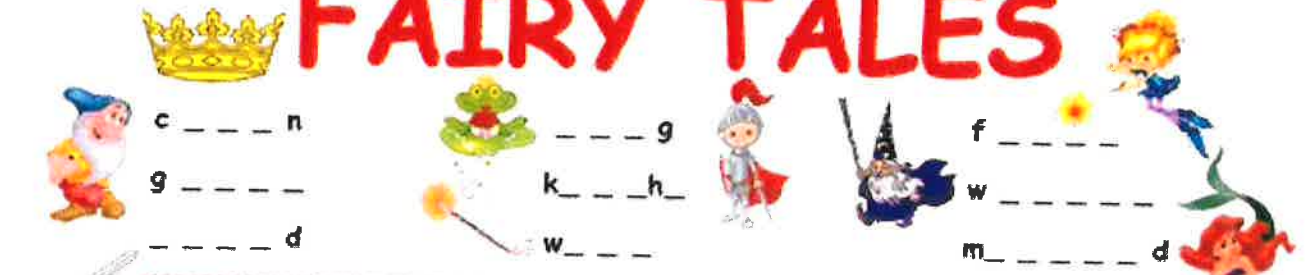 FAIRY TALES
c _ _ _ n
g _ _ _ _
_ _ _ _ d
_ _ _ g
k_ _ _h_
w_ _ _
f _ _ _ _
w _ _ _ _ _
m_ _ _ _ _ d